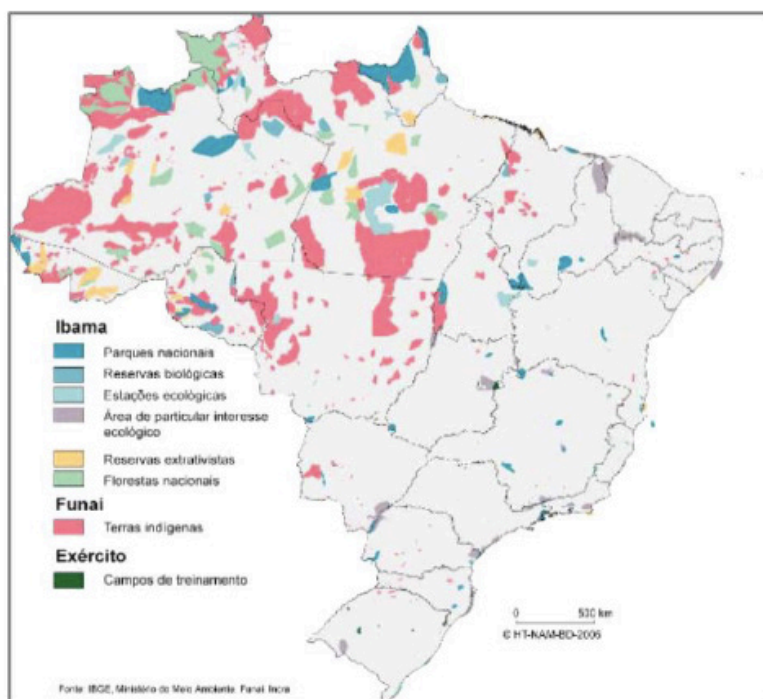 Ibama
Parques nacionais
Reservas biológicas
Estações ecológicas
Área de particular interesse
ecológico
Reservas extrativistas
Florestas nacionais
Funai
Terras indígenas
Exército
Campos de treinamento
0 500 km
© HT-NAM-BD-2006
Fonte: IBGE, Ministério do Meio Ambiente, Funai, Incra